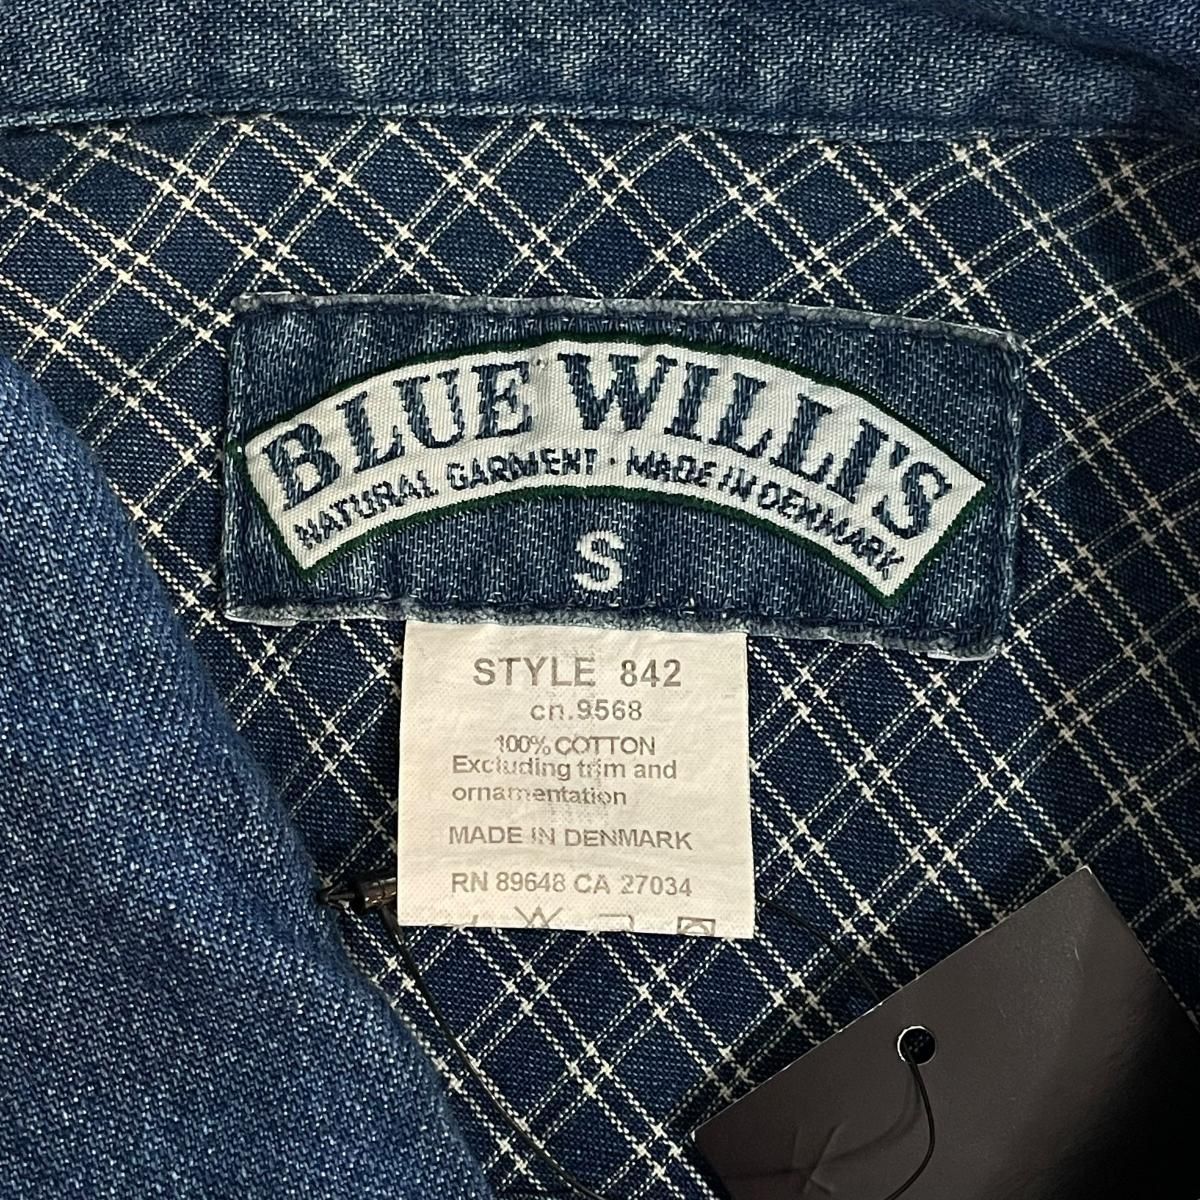 BLUE WILLI'S
NATURAL GARMENT · MADE IN DENMARK
S
STYLE 842
cn.9568
100% COTTON
Excluding trim and
ornamentation
MADE IN DENMARK
RN 89648 CA 27034